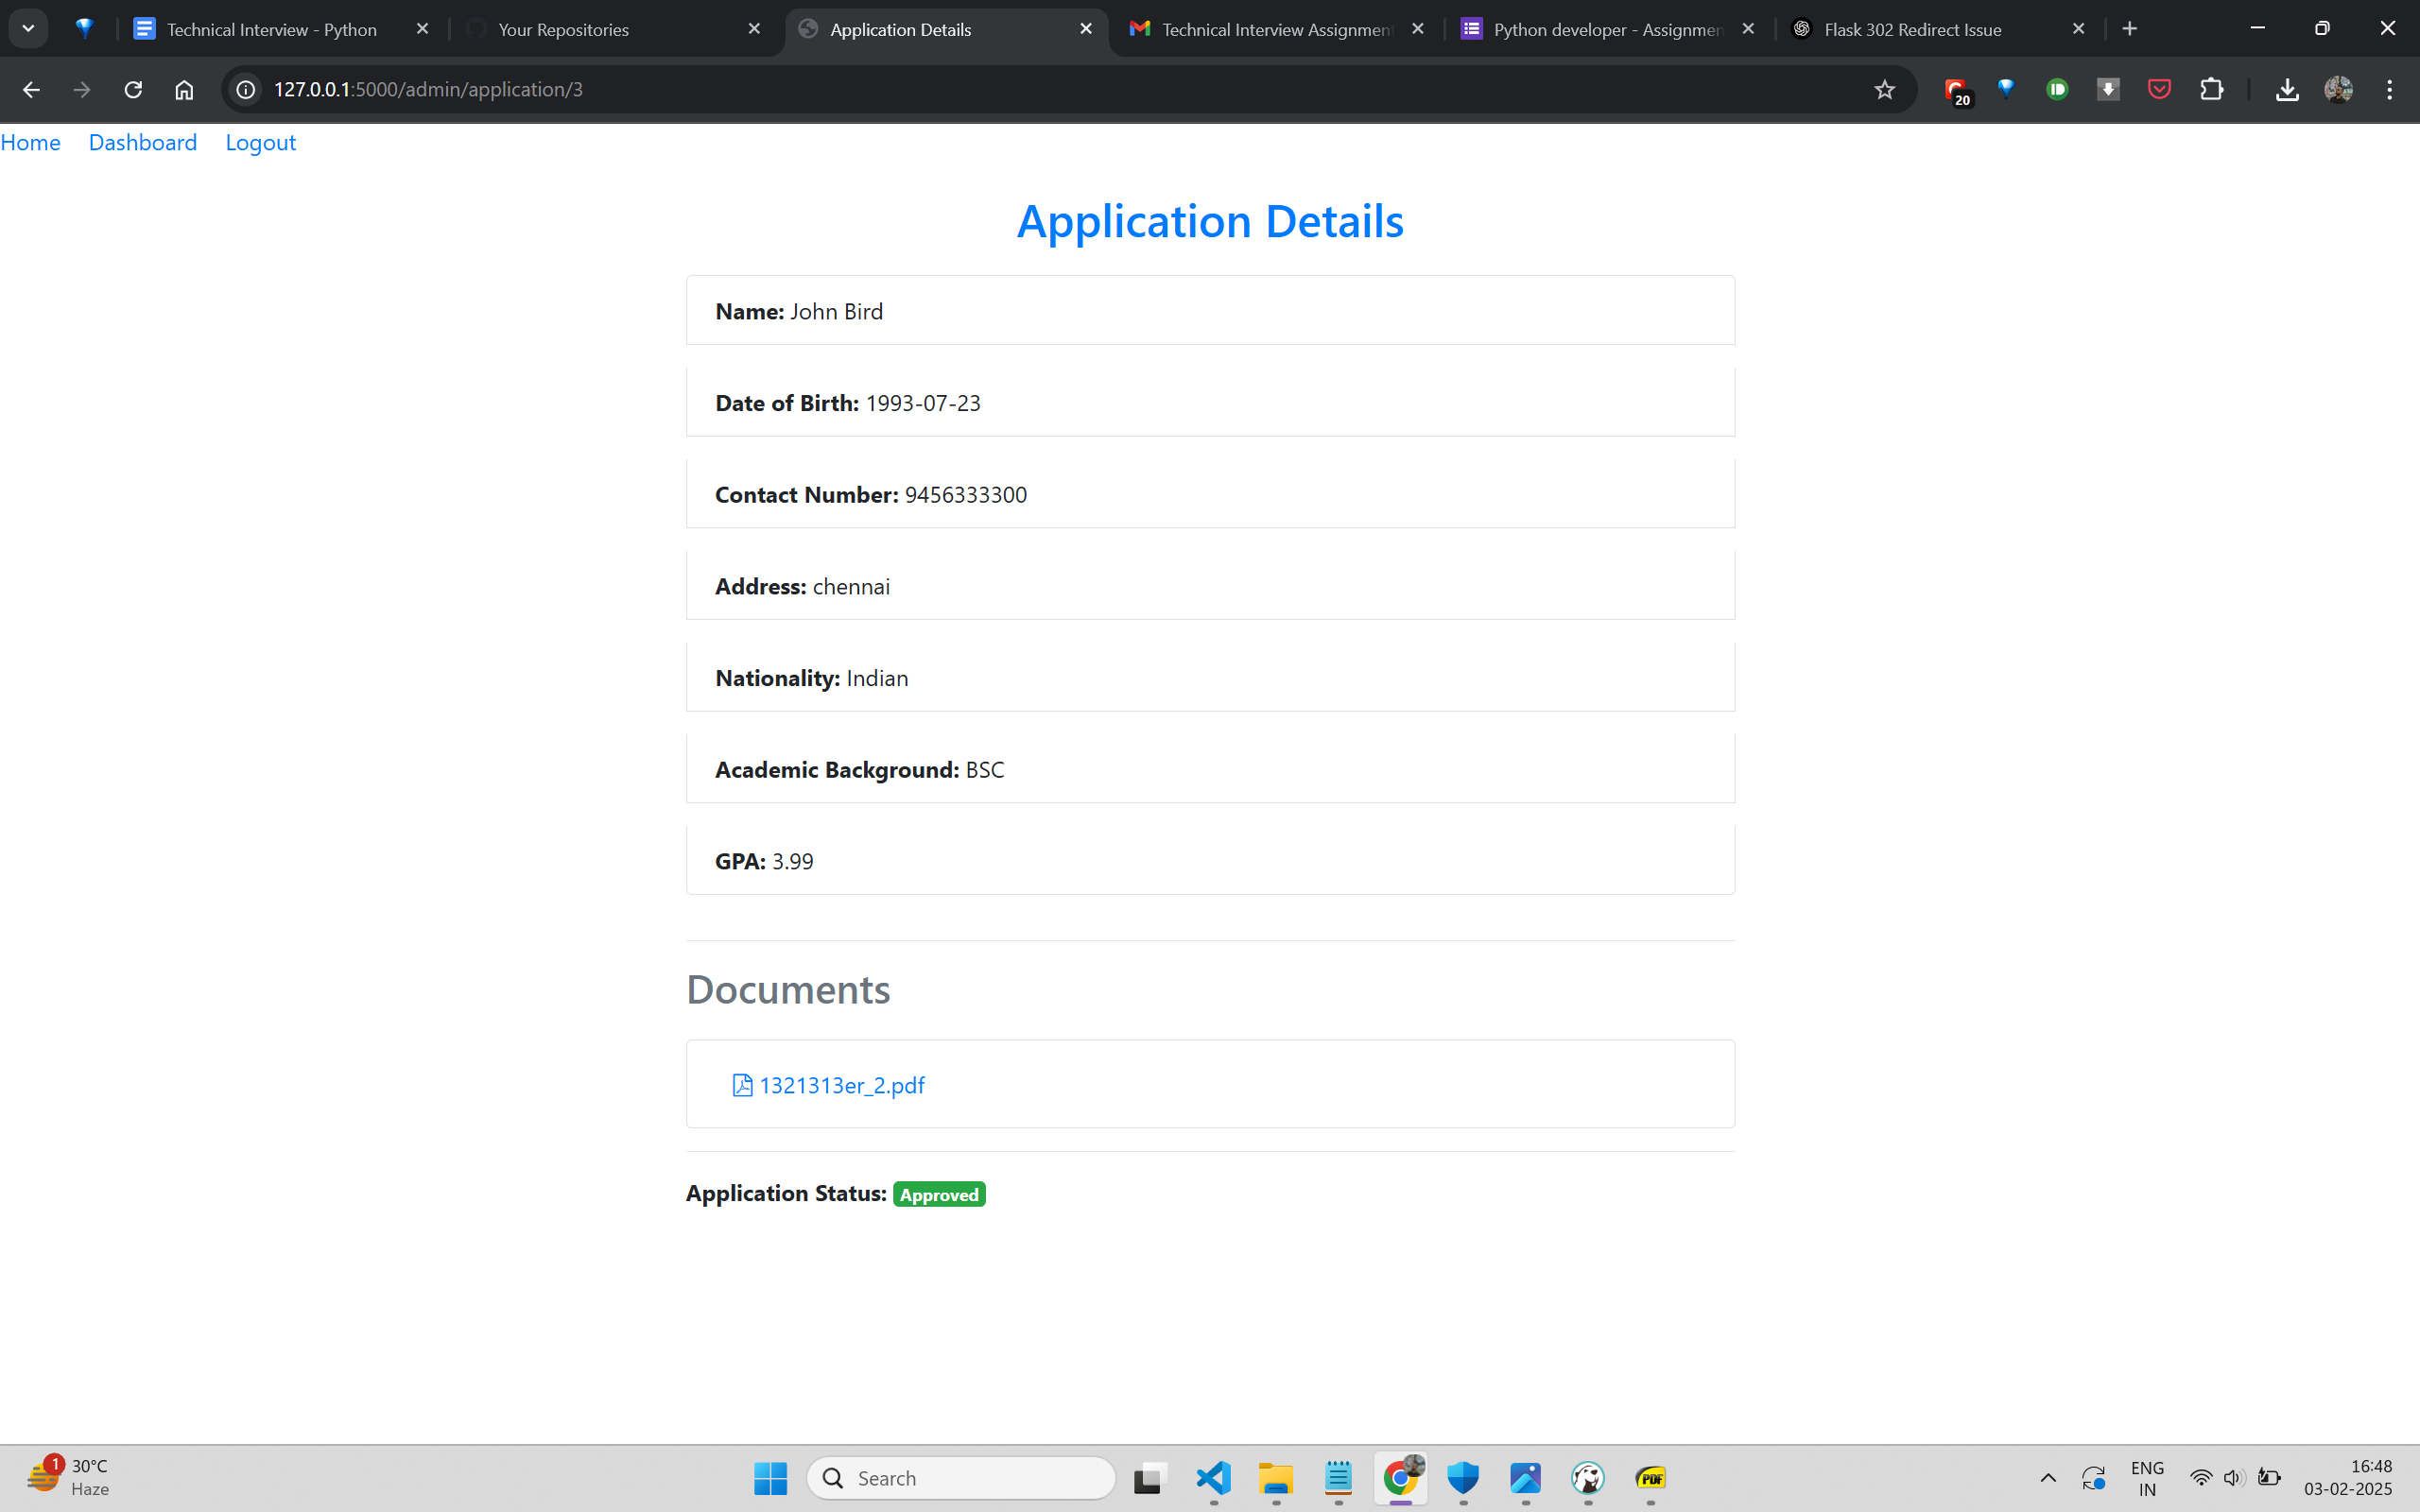 Technical Interview - Python
Your Repositories
Application Details
Technical Interview Assignmen
Python developer - Assignmen
Flask 302 Redirect Issue
127.0.0.1:5000/admin/application/3
20
Home Dashboard Logout
Application Details
Name: John Bird
Date of Birth: 1993-07-23
Contact Number: 9456333300
Address: chennai
Nationality: Indian
Academic Background: BSC
GPA: 3.99
Documents
1321313er_2.pdf
Application Status: Approved
1
30°C
Haze
Search
PDF
ENG
IN
16:48
03-02-2025